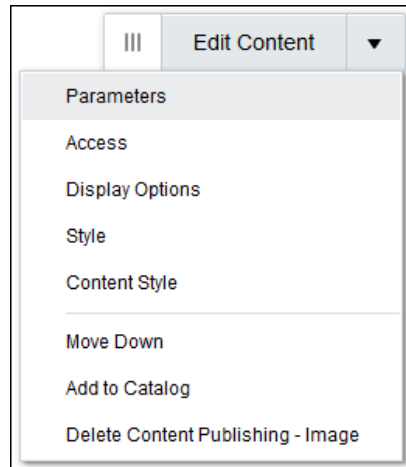 Edit Content
Parameters
Access
Display Options
Style
Content Style
Move Down
Add to Catalog
Delete Content Publishing - Image